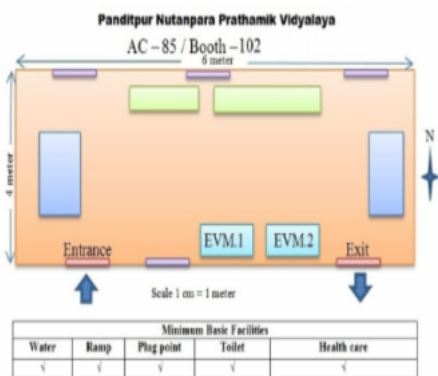 Panditpur Nutanpara Prathamik Vidyalaya
AC – 85 / Booth –102
6 meter
4 meter
N
EVM.1 EVM.2
Entrance Exit
Scale 1 cm = 1 meter
Minimum Basic Facilities
Water Ramp Plug point Toilet Health care
√ √ √ √ √